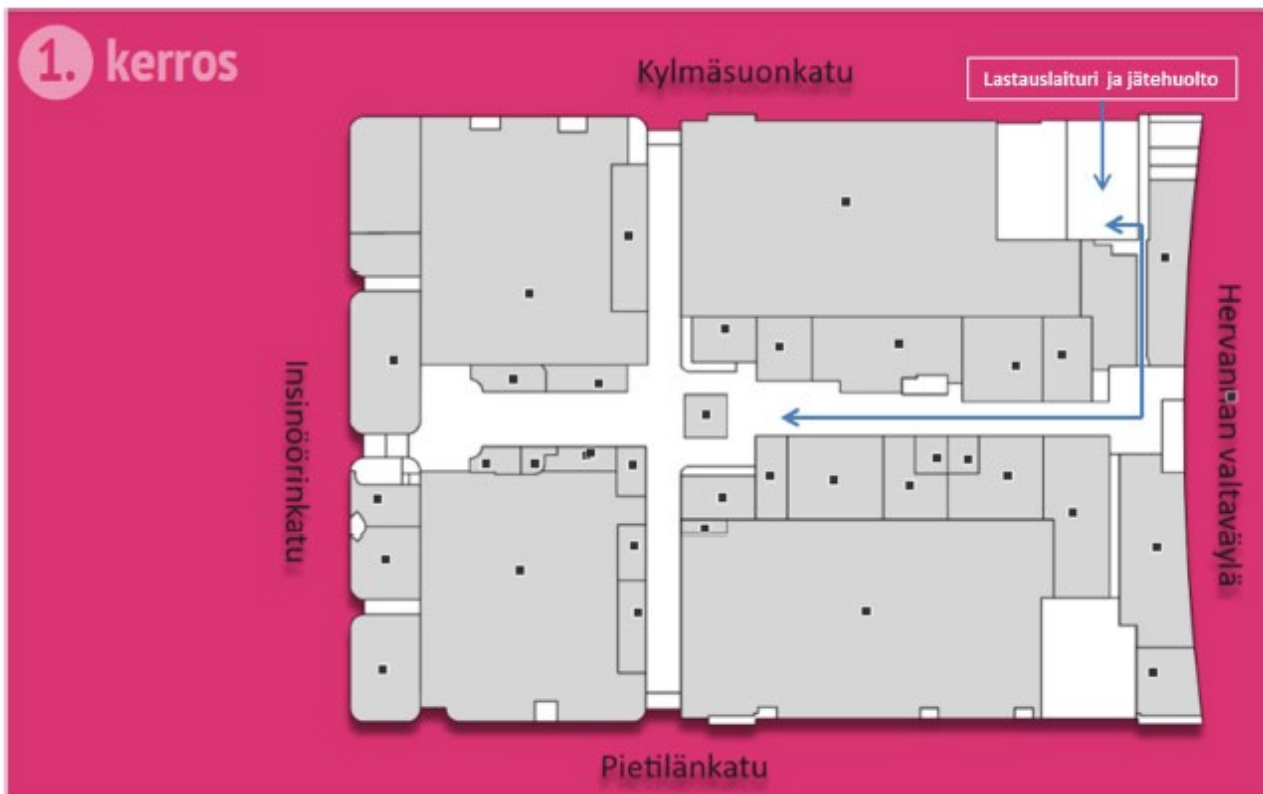 1. kerros
Kylmäsuonkatu
Lastauslaituri ja jätehuolto
Insinöörinkatu
Hervannan valtaväylä
Pietilänkatu